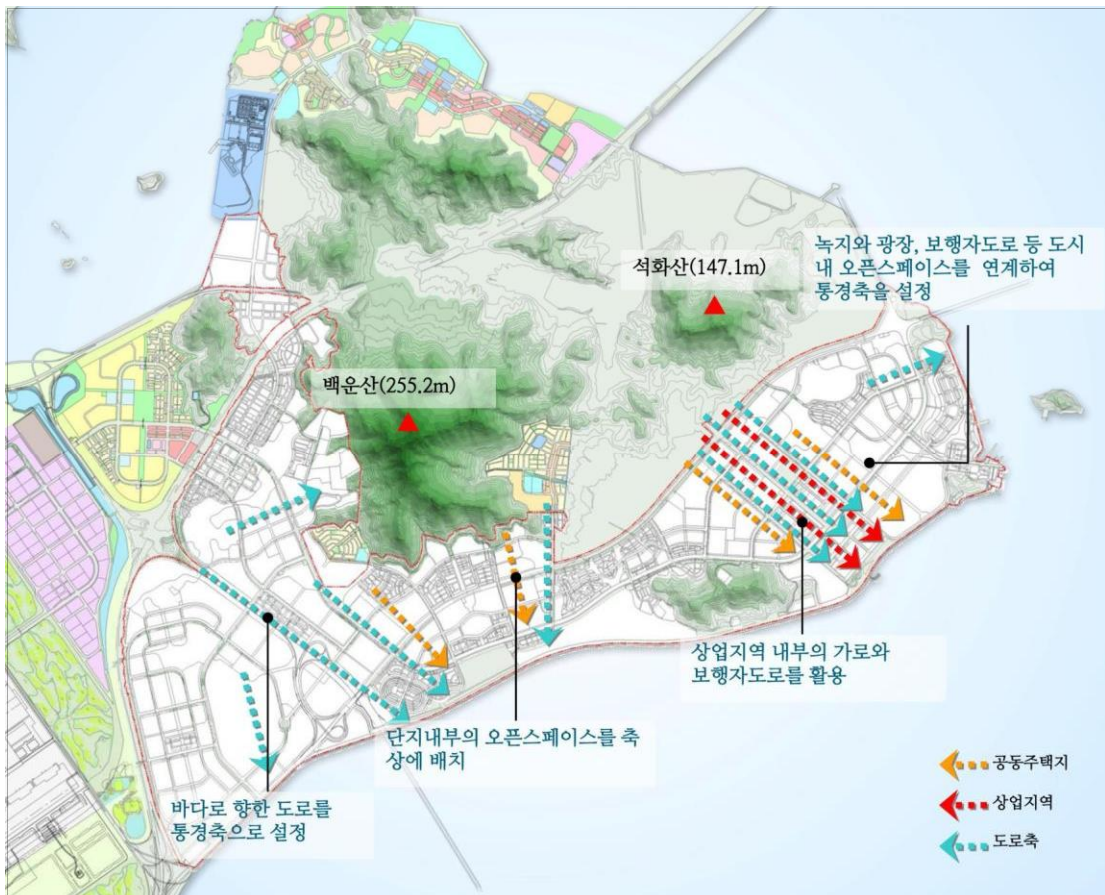 녹지와 광장, 보행자도로 등 도시
내 오픈스페이스를 연계하여
통경축을 설정
석화산(147.1m)
백운산(255.2m)
상업지역 내부의 가로와
보행자도로를 활용
단지내부의 오픈스페이스를 축
상에 배치
바다로 향한 도로를
통경축으로 설정
공동주택지
상업지역
도로축